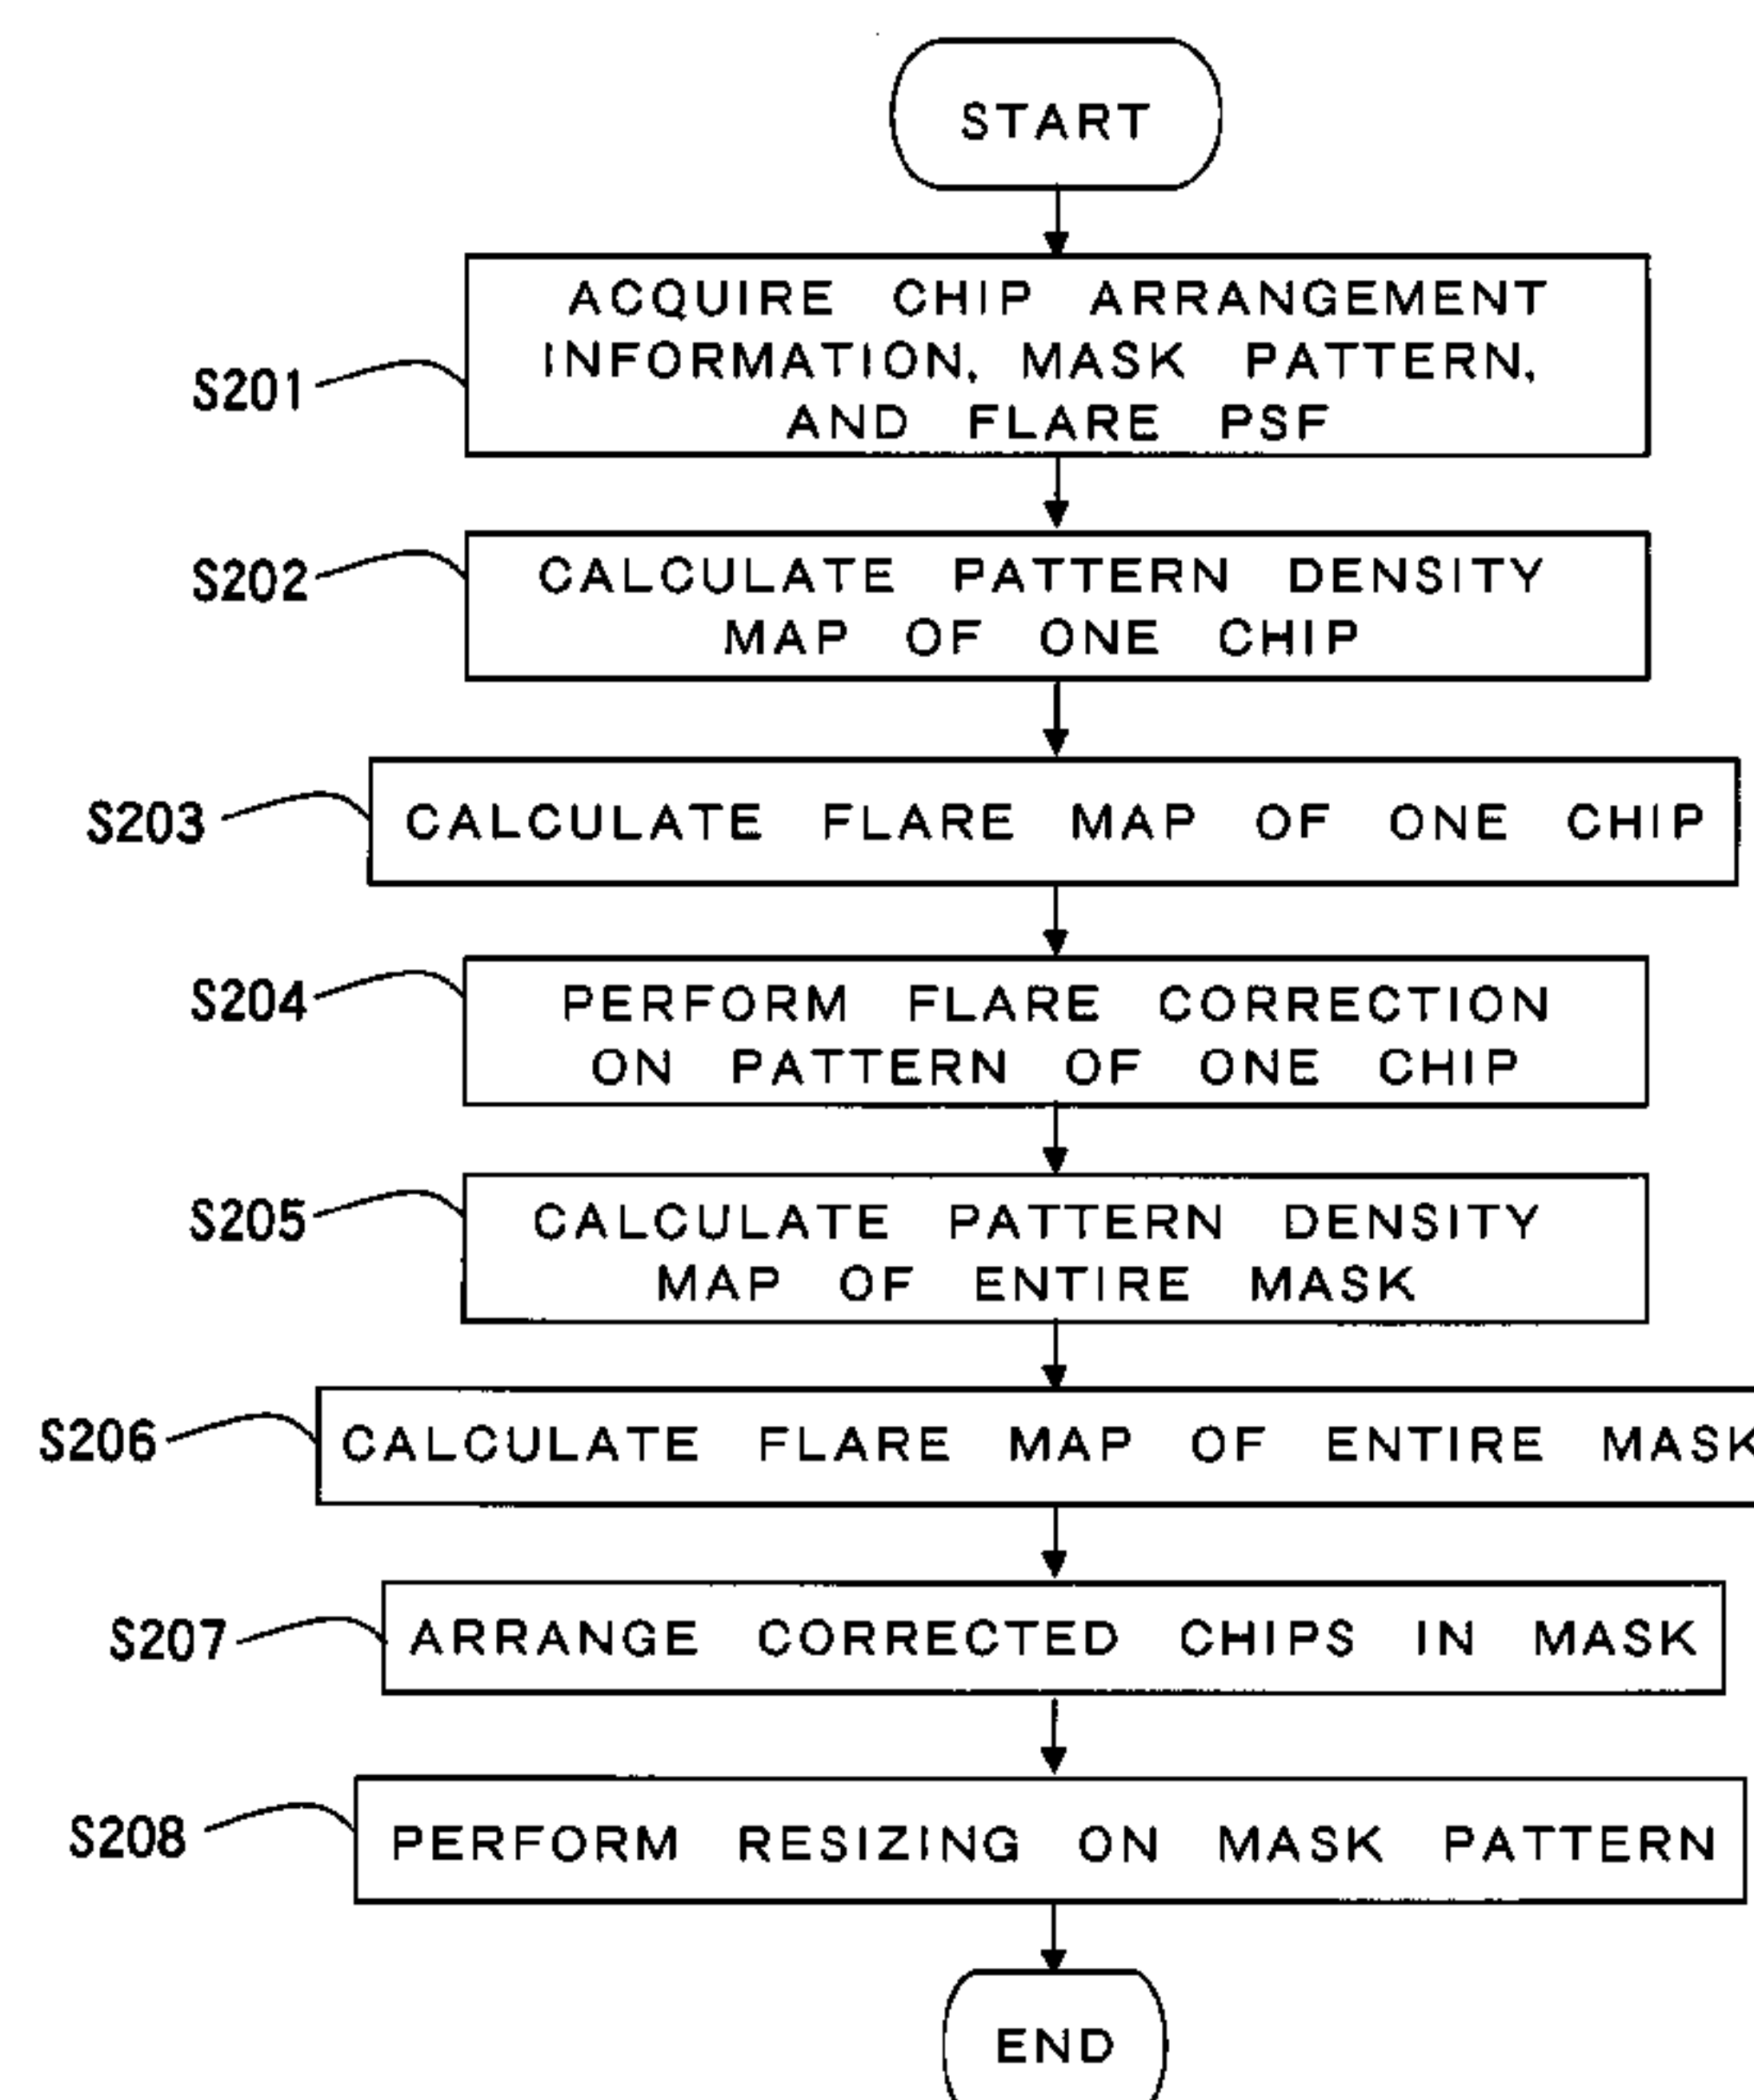 START
S201
ACQUIRE CHIP ARRANGEMENT
INFORMATION, MASK PATTERN,
AND FLARE PSF
S202
CALCULATE PATTERN DENSITY
MAP OF ONE CHIP
S203
CALCULATE FLARE MAP OF ONE CHIP
S204
PERFORM FLARE CORRECTION
ON PATTERN OF ONE CHIP
S205
CALCULATE PATTERN DENSITY
MAP OF ENTIRE MASK
S206
CALCULATE FLARE MAP OF ENTIRE MASK
S207
ARRANGE CORRECTED CHIPS IN MASK
S208
PERFORM RESIZING ON MASK PATTERN
END